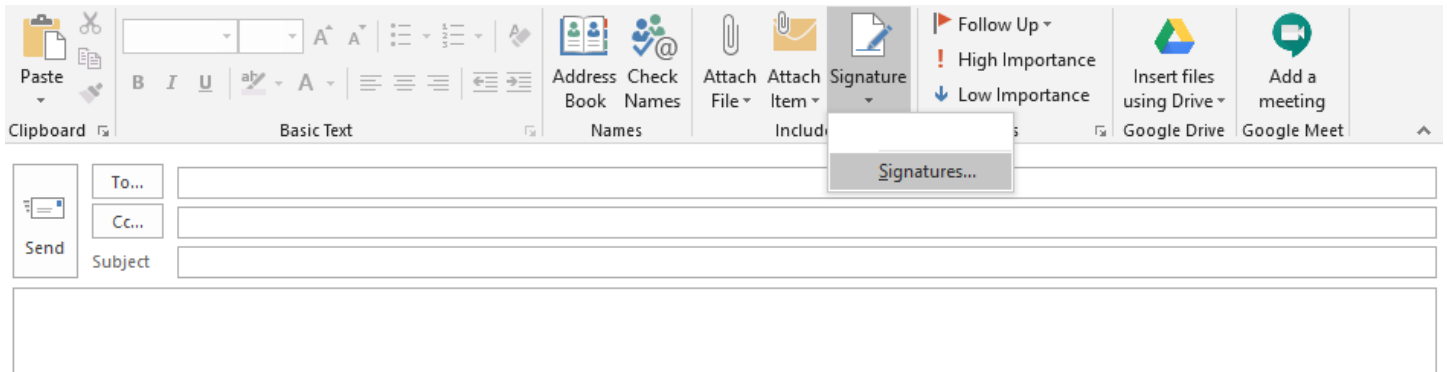 Paste
Clipboard
B I U
A
Basic Text
Address Book
Check Names
Names
Attach File
Attach Item
Signature
Includ
Signatures...
Follow Up
High Importance
Low Importance
s
Insert files using Drive
Google Drive
Add a meeting
Google Meet
Send
To...
Cc...
Subject